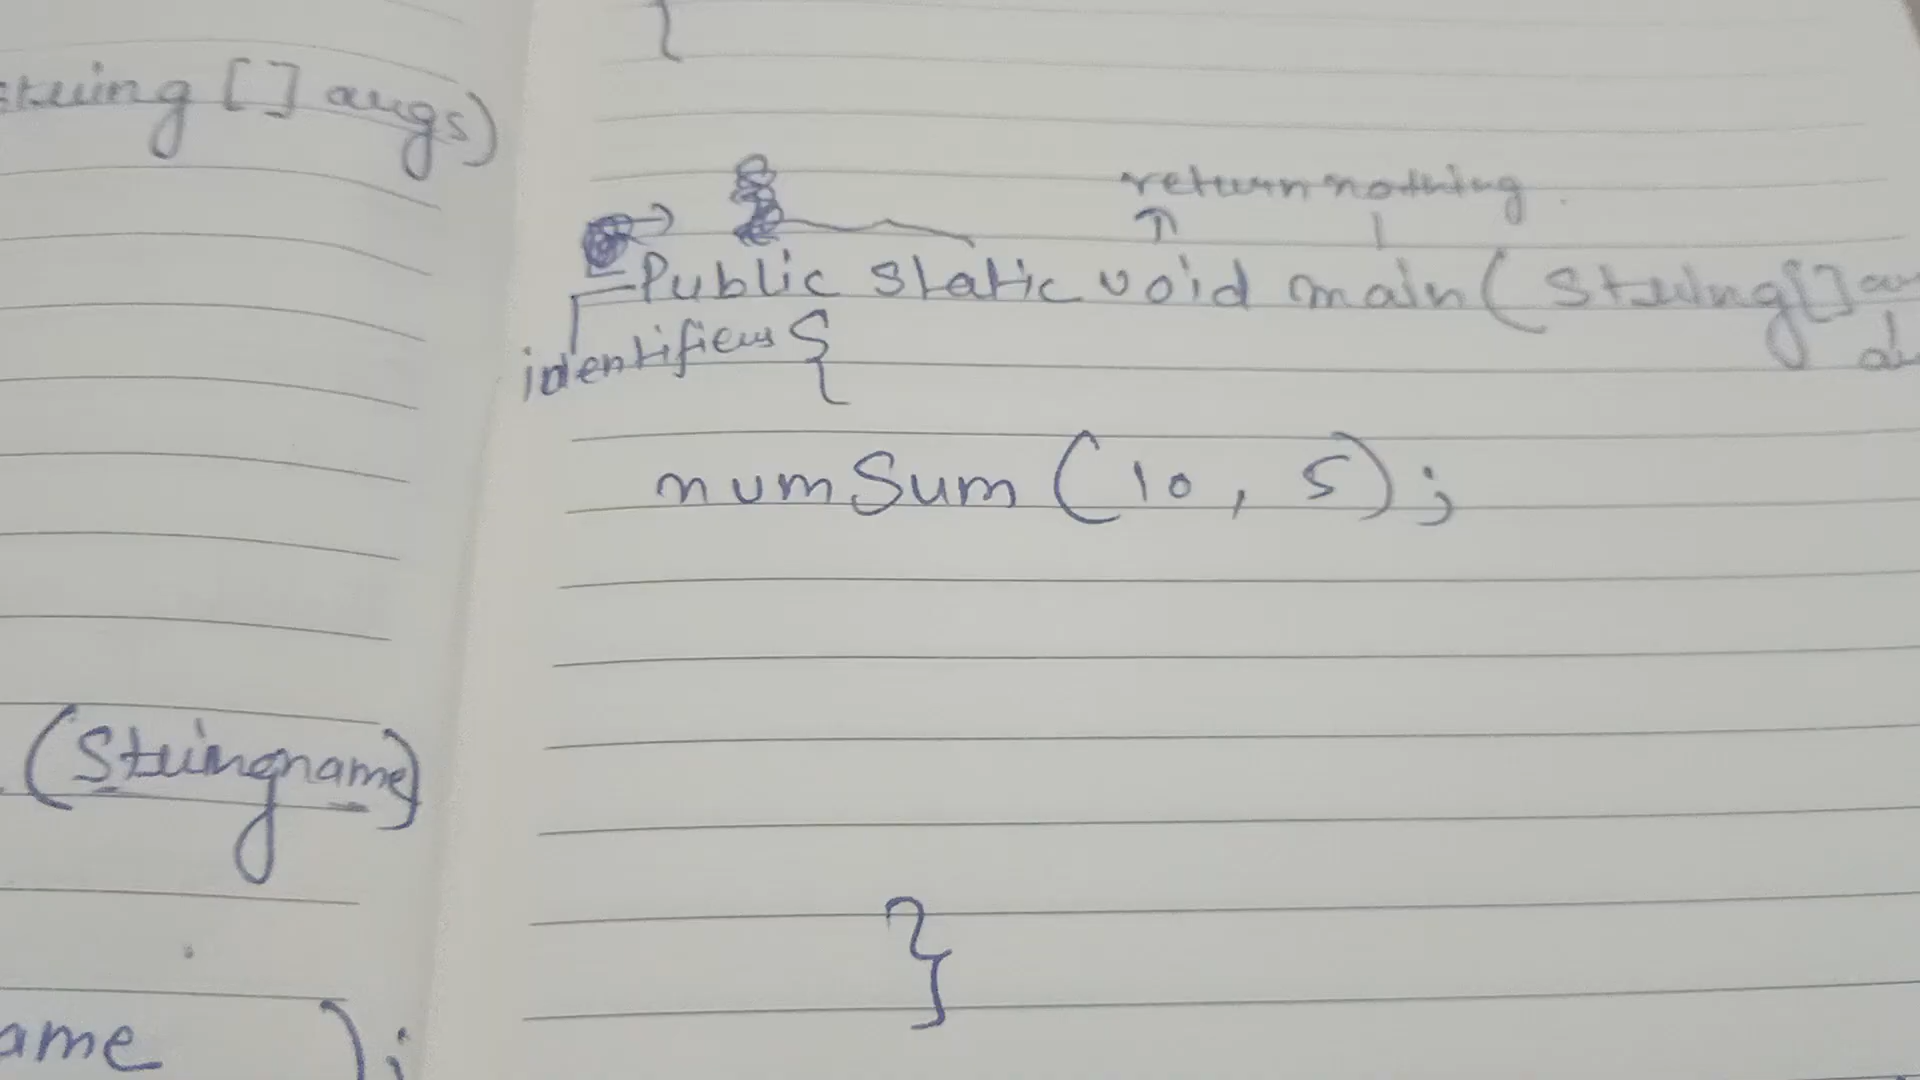 string [] args)
(Stringname)
ame );
{
return nothing
Public static void main(String[]
identifiers {
numSum (10, 5);
}